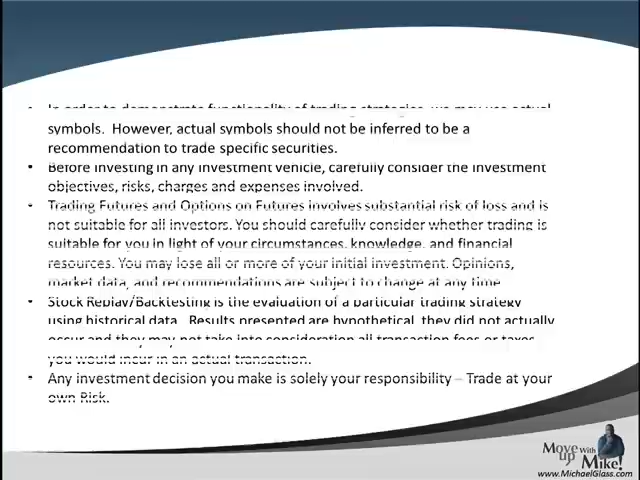 In order to demonstrate functionality of trading strategies, we may use actual
symbols.  However, actual symbols should not be inferred to be a
recommendation to trade specific securities.
Before investing in any investment vehicle, carefully consider the investment
objectives, risks, charges and expenses involved.
Trading Futures and Options on Futures involves substantial risk of loss and is
not suitable for all investors. You should carefully consider whether trading is
suitable for you in light of your circumstances, knowledge, and financial
resources. You may lose all or more of your initial investment. Opinions,
market data, and recommendations are subject to change at any time.
Stock Replay/Backtesting is the evaluation of a particular trading strategy
using historical data.  Results presented are hypothetical, they did not actually
occur and they may not take into consideration all transaction fees or taxes
you would incur in an actual transaction.
Any investment decision you make is solely your responsibility – Trade at your
own Risk.
Move up With Mike!
www.MichaelGlass.com